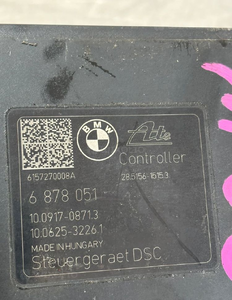 BMW
Ate
Controller
6157270008A
28.5156-1615.3
6 878 051
10.0917-0871.3
10.0625-3226.1
MADE IN HUNGARY
Steuergeraet DSC